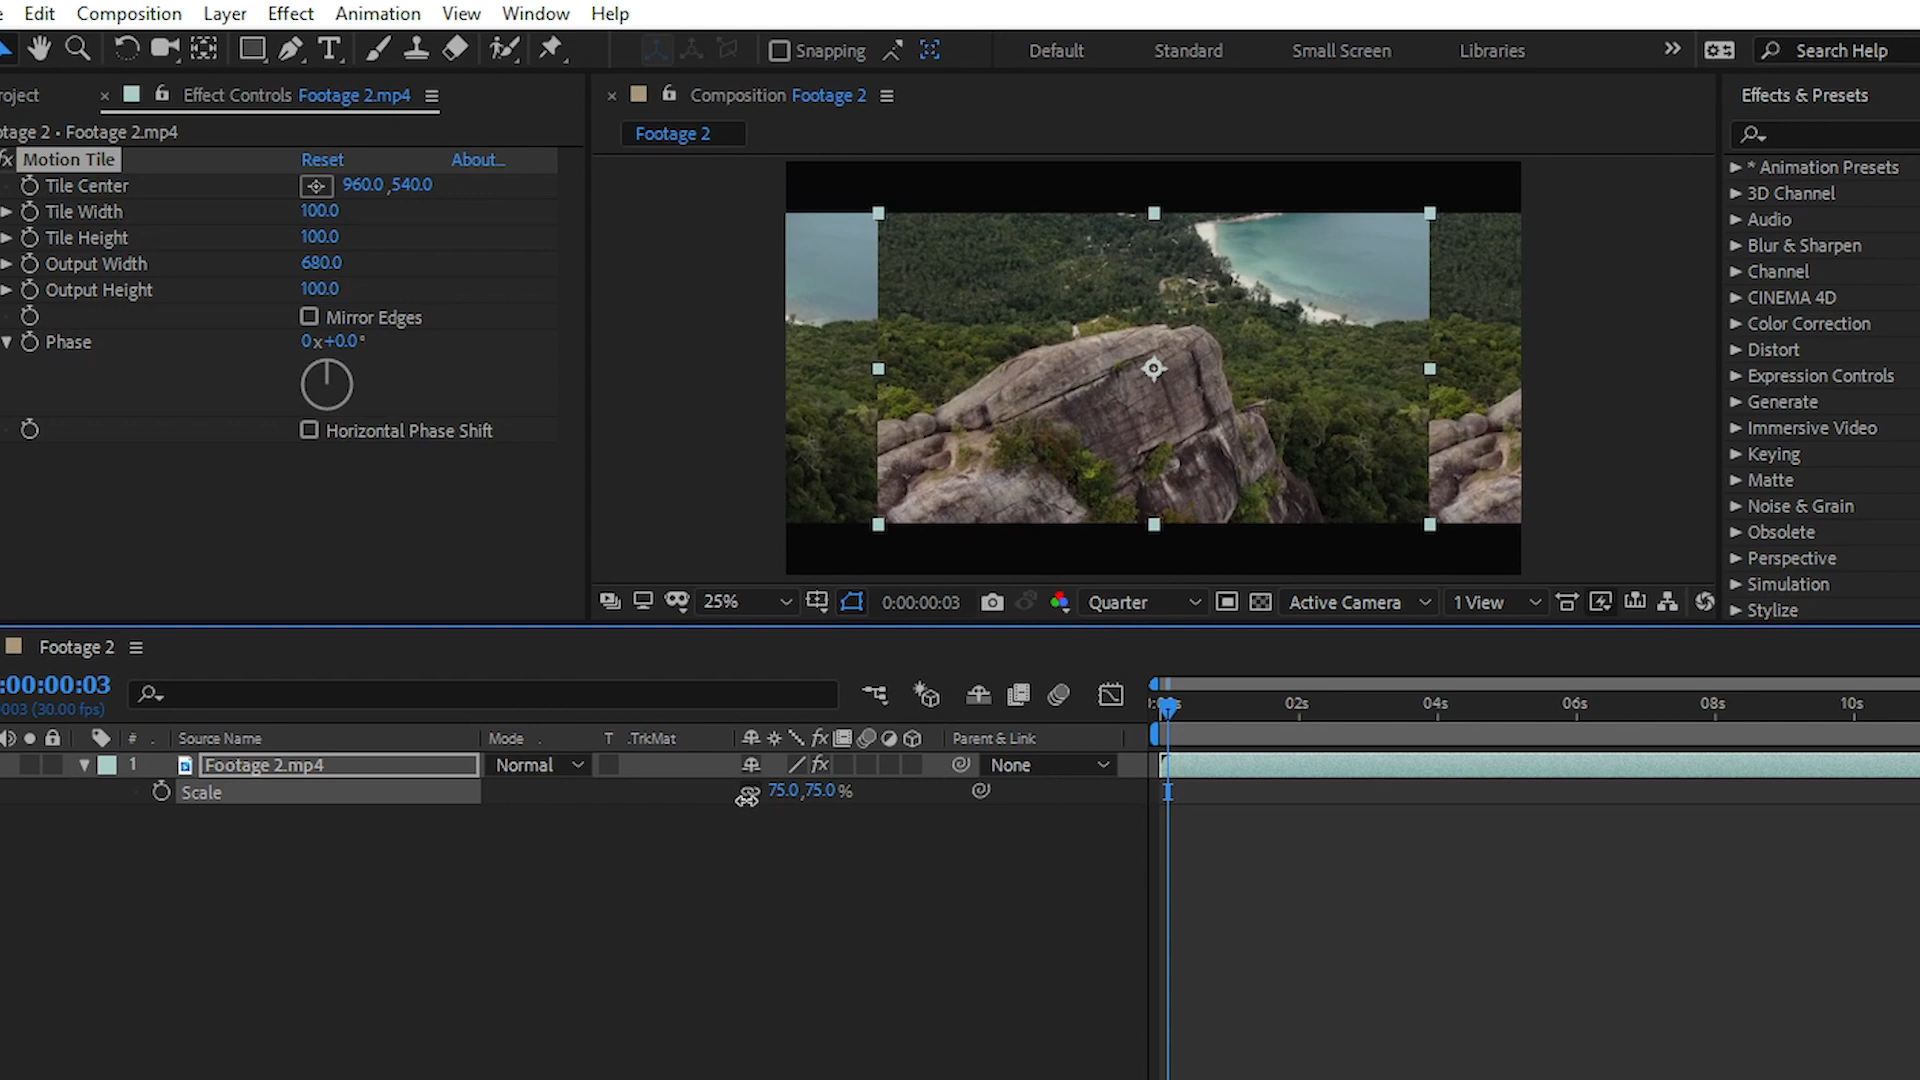 Edit Composition Layer Effect Animation View Window Help
Snapping Default Standard Small Screen Libraries Search Help
roject Effect Controls Footage 2.mp4
otage 2 • Footage 2.mp4
fx Motion Tile Reset About...
Tile Center 960.0 ,540.0
Tile Width 100.0
Tile Height 100.0
Output Width 680.0
Output Height 100.0
Mirror Edges
Phase 0x+0.0°
Horizontal Phase Shift
Composition Footage 2
Footage 2
25% 0:00:00:03 Quarter Active Camera 1 View
Effects & Presets
* Animation Presets
3D Channel
Audio
Blur & Sharpen
Channel
CINEMA 4D
Color Correction
Distort
Expression Controls
Generate
Immersive Video
Keying
Matte
Noise & Grain
Obsolete
Perspective
Simulation
Stylize
Footage 2
:00:00:03
003 (30.00 fps)
# . Source Name Mode . T .TrkMat fx Parent & Link
1 Footage 2.mp4 Normal fx None
Scale 75.0,75.0%
02s 04s 06s 08s 10s